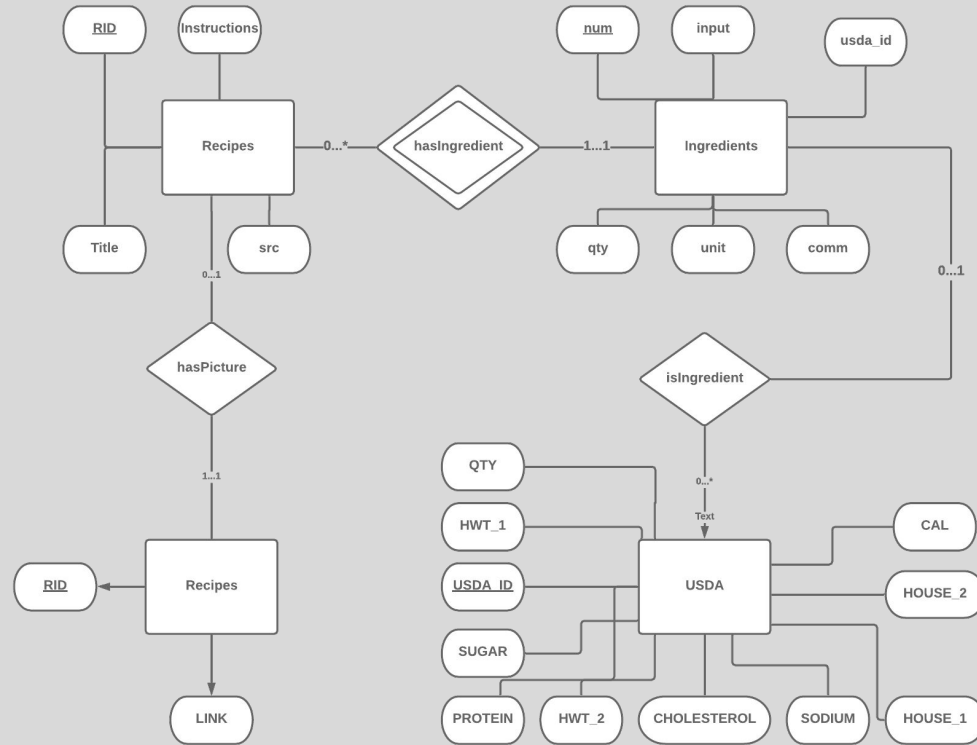 RID
Instructions
num
input
usda_id
Recipes
0...*
hasIngredient
1...1
Ingredients
Title
src
qty
unit
comm
0...1
0...1
hasPicture
isIngredient
1...1
0...*
Text
QTY
HWT_1
CAL
RID
Recipes
USDA_ID
USDA
HOUSE_2
SUGAR
LINK
PROTEIN
HWT_2
CHOLESTEROL
SODIUM
HOUSE_1